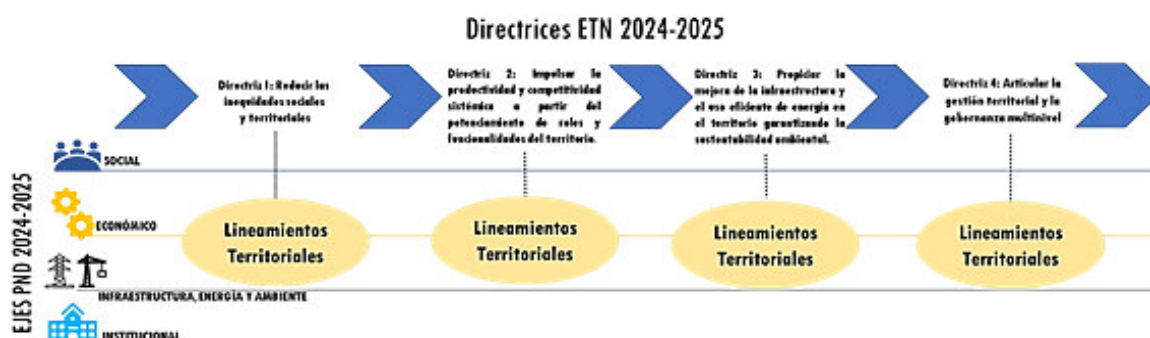 Directrices ETN 2024-2025
Directriz 1: Reducir las
inequidades sociales
y territoriales
Directriz 2: Impulsar la
productividad y competitividad
sistémica a partir del
potenciamiento de roles y
funcionalidades del territorio.
Directriz 3: Propiciar la
mejora de la infraestructura y
el uso eficiente de energía en
el territorio garantizando la
sustentabilidad ambiental.
Directriz 4: Articular la
gestión territorial y la
gobernanza multinivel
EJES PND 2024-2025
SOCIAL
ECONÓMICO
INFRAESTRUCTURA, ENERGÍA Y AMBIENTE
INSTITUCIONAL
Lineamientos
Territoriales
Lineamientos
Territoriales
Lineamientos
Territoriales
Lineamientos
Territoriales